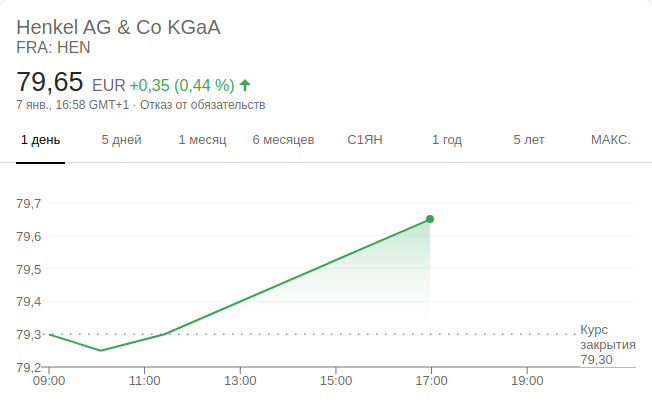 Henkel AG & Co KGaA
FRA: HEN
79,65 EUR +0,35 (0,44 %)
7 янв., 16:58 GMT+1 · Отказ от обязательств
1 день 5 дней 1 месяц 6 месяцев С1ЯН 1 год 5 лет МАКС.
79,7
79,6
79,5
79,4
79,3
79,2
Курс
закрытия
79,30
09:00 11:00 13:00 15:00 17:00 19:00